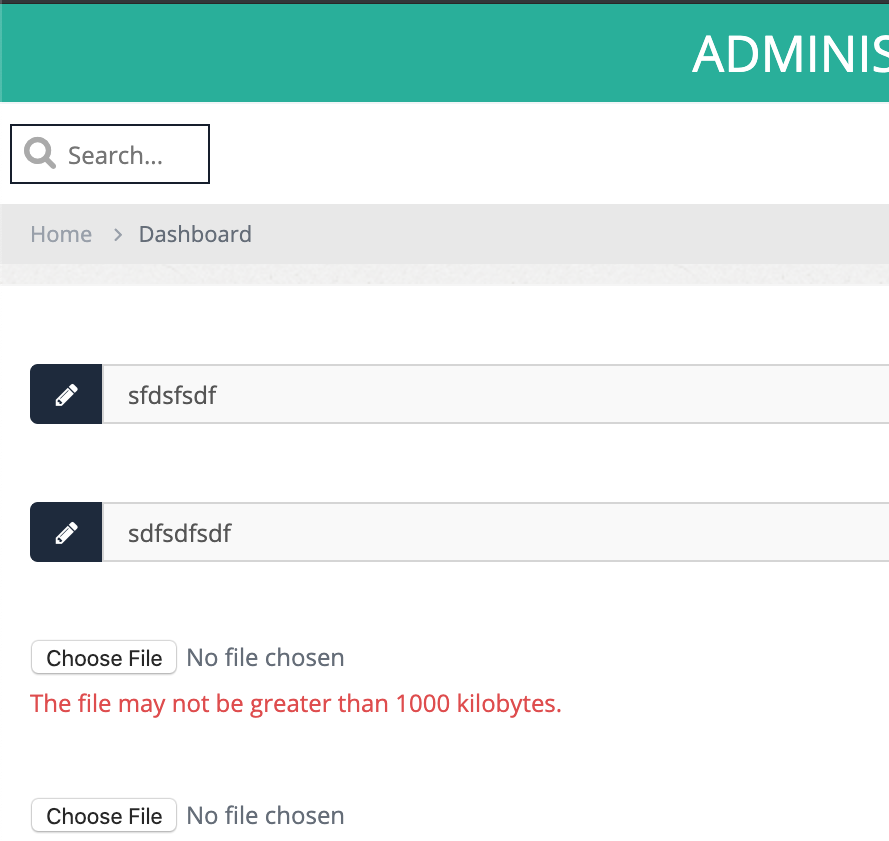 Search...
Home > Dashboard
sfdsfsdf
sdfsdfsdf
Choose File No file chosen
The file may not be greater than 1000 kilobytes.
Choose File No file chosen